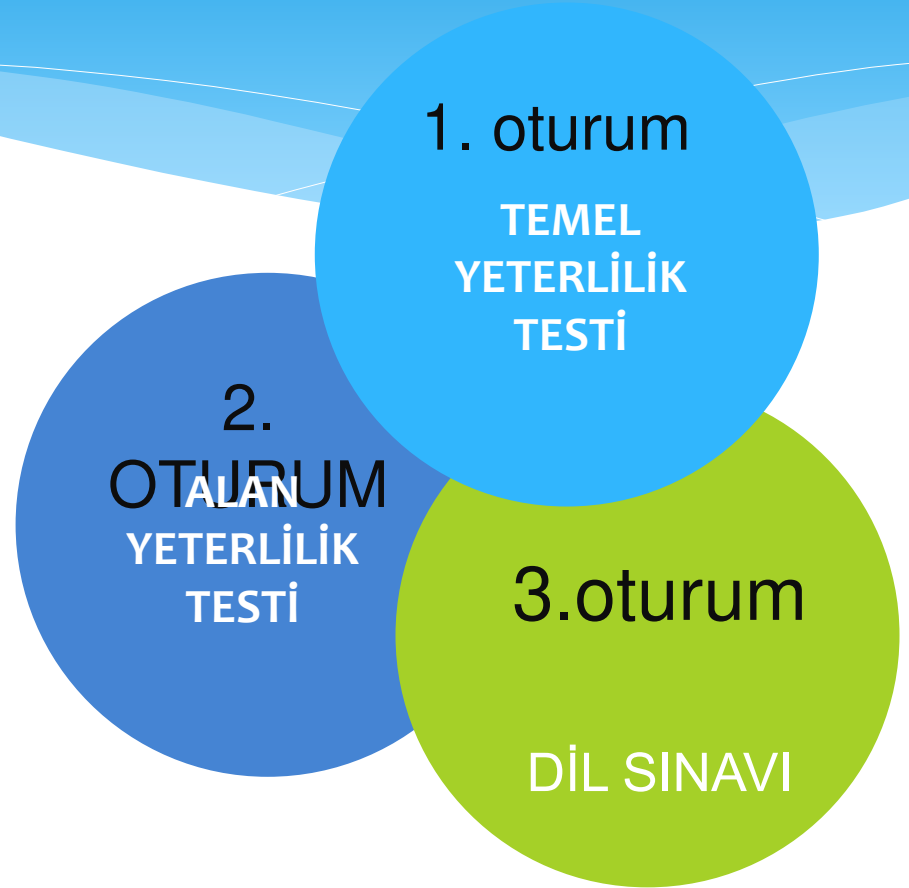 1. oturum
TEMEL
YETERLİLİK
TESTİ
2.
OTURUM
ALAN
YETERLİLİK
TESTİ
3.oturum
DİL SINAVI